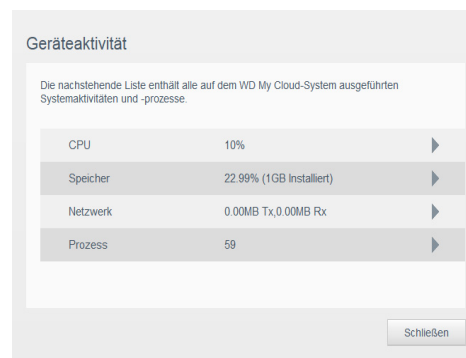 Geräteaktivität
Die nachstehende Liste enthält alle auf dem WD My Cloud-System ausgeführten
Systemaktivitäten und -prozesse.
CPU 10%
Speicher 22.99% (1GB Installiert)
Netzwerk 0.00MB Tx,0.00MB Rx
Prozess 59
Schließen